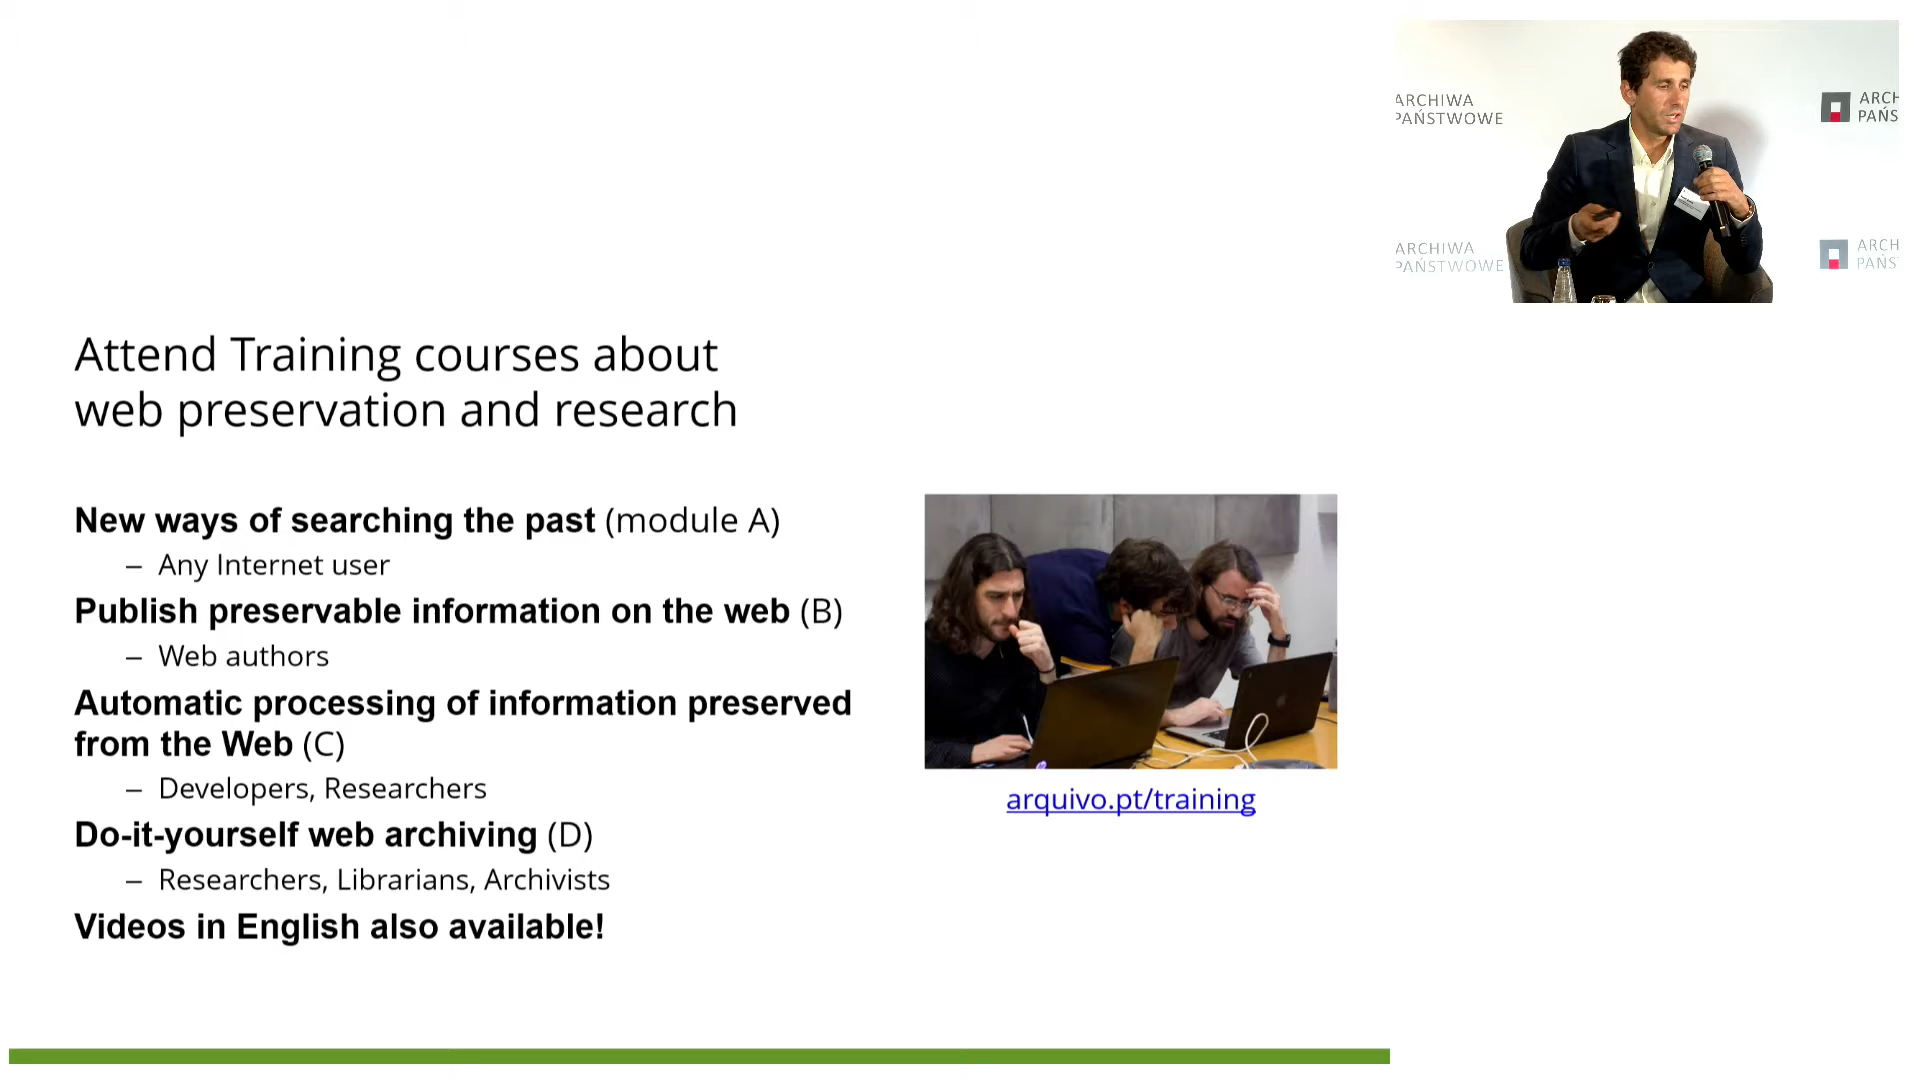 ARCHIWA
PAŃSTWOWE
ARCH
PAŃS
ARCHIWA
PAŃSTWOWE
ARCH
PAŃS
Attend Training courses about
web preservation and research
New ways of searching the past (module A)
– Any Internet user
Publish preservable information on the web (B)
– Web authors
Automatic processing of information preserved
from the Web (C)
– Developers, Researchers
Do-it-yourself web archiving (D)
– Researchers, Librarians, Archivists
Videos in English also available!
arquivo.pt/training